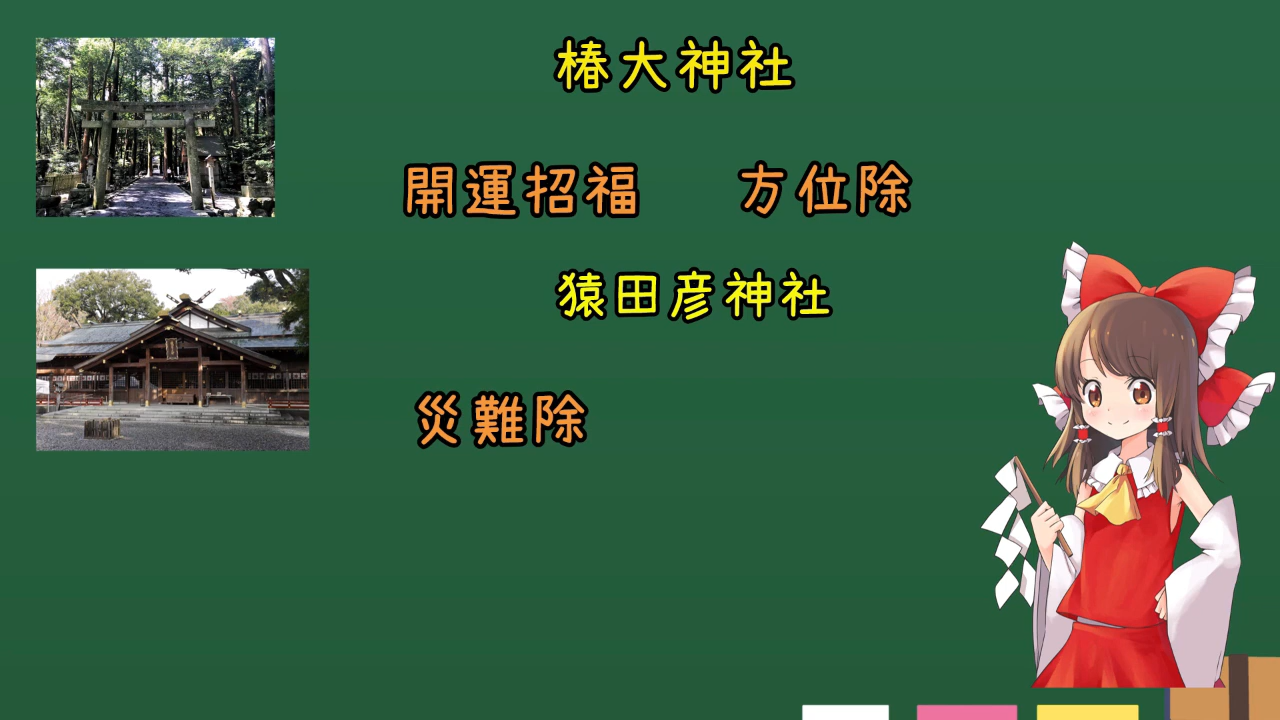 椿大神社
開運招福　方位除
猿田彦神社
災難除